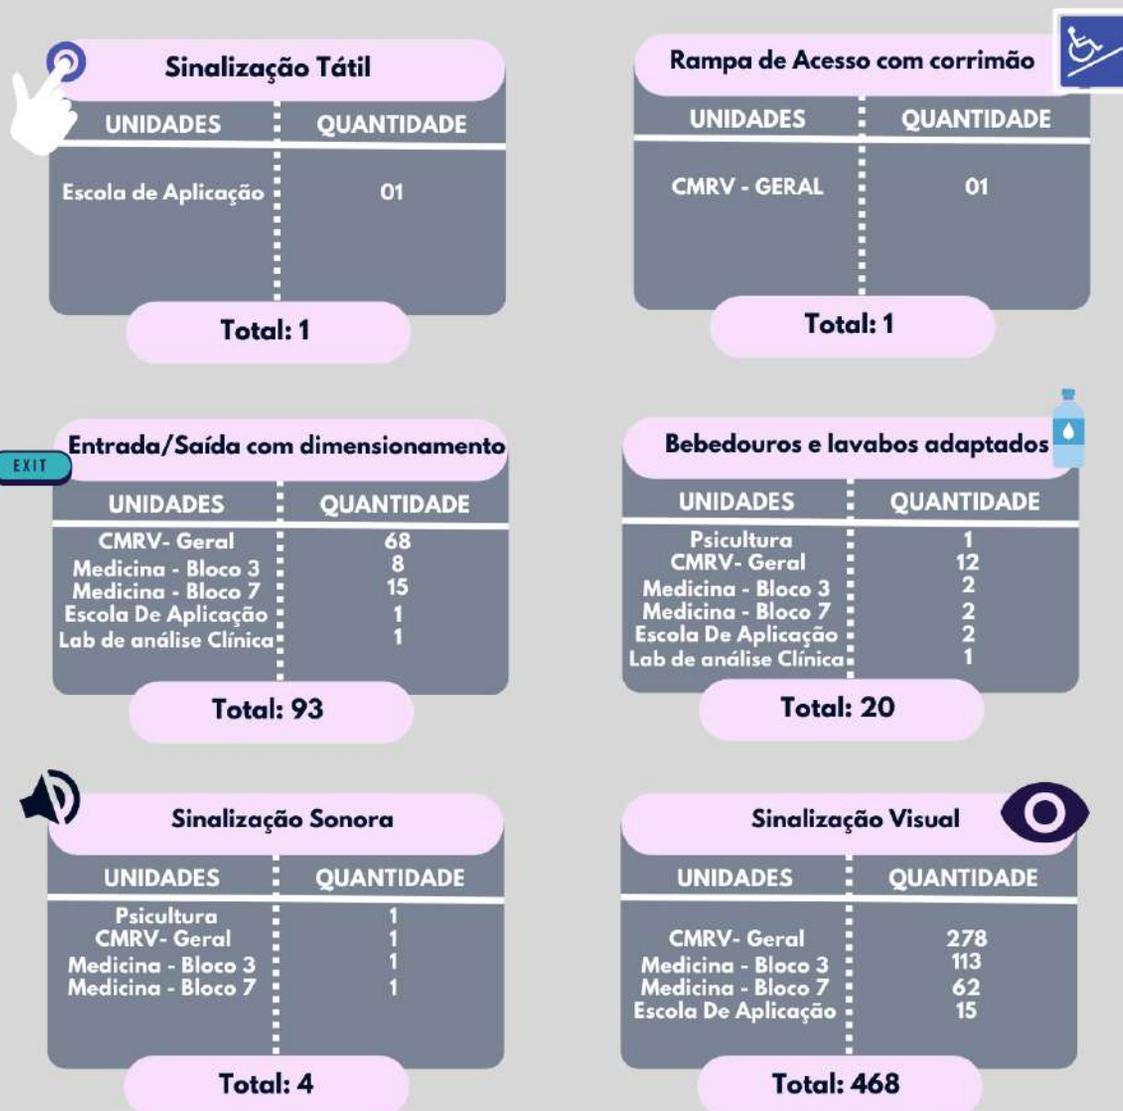 Sinalização Tátil
UNIDADES QUANTIDADE
Escola de Aplicação 01
Total: 1
Rampa de Acesso com corrimão
UNIDADES QUANTIDADE
CMRV - GERAL 01
Total: 1
EXIT
Entrada/Saída com dimensionamento
UNIDADES QUANTIDADE
CMRV- Geral 68
Medicina - Bloco 3 8
Medicina - Bloco 7 15
Escola De Aplicação 1
Lab de análise Clínica 1
Total: 93
Bebedouros e lavabos adaptados
UNIDADES QUANTIDADE
Psicultura 1
CMRV- Geral 12
Medicina - Bloco 3 2
Medicina - Bloco 7 2
Escola De Aplicação 2
Lab de análise Clínica 1
Total: 20
Sinalização Sonora
UNIDADES QUANTIDADE
Psicultura 1
CMRV- Geral 1
Medicina - Bloco 3 1
Medicina - Bloco 7 1
Total: 4
Sinalização Visual
UNIDADES QUANTIDADE
CMRV- Geral 278
Medicina - Bloco 3 113
Medicina - Bloco 7 62
Escola De Aplicação 15
Total: 468